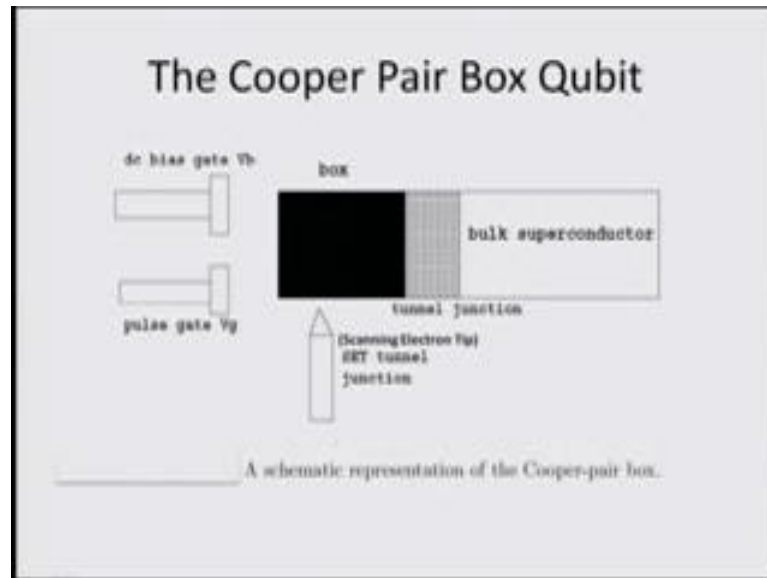 The Cooper Pair Box Qubit
dc bias gate Vb
box
bulk superconductor
tunnel junction
pulse gate Vg
(Scanning Electron Tip)
SET tunnel
junction
A schematic representation of the Cooper-pair box.